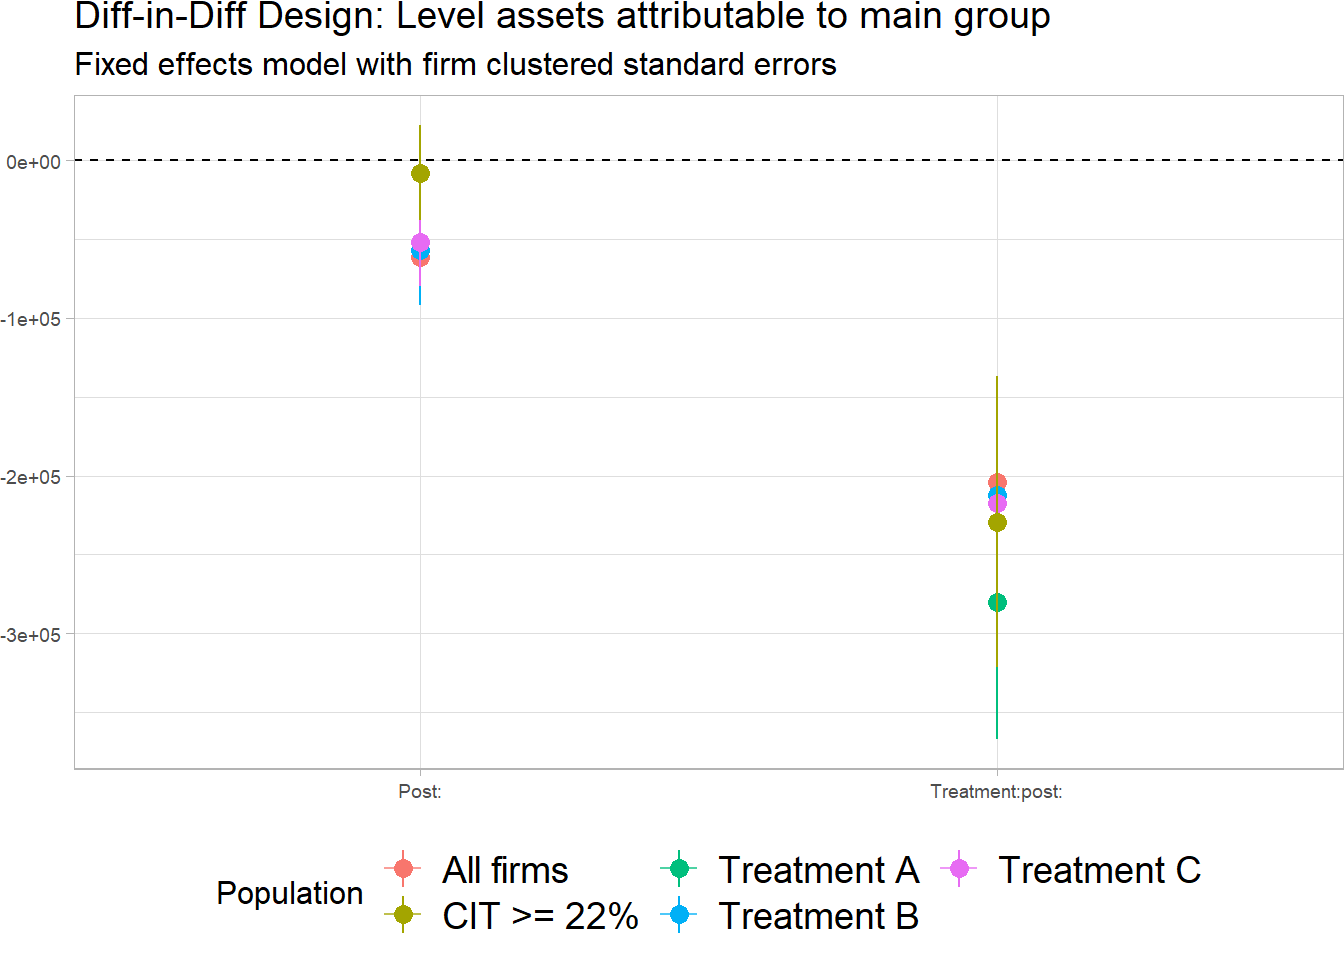 Diff-in-Diff Design: Level assets attributable to main group
Fixed effects model with firm clustered standard errors
0e+00
-1e+05
-2e+05
-3e+05
Post:
Treatment:post:
Population
All firms
Treatment A
Treatment C
CIT >= 22%
Treatment B